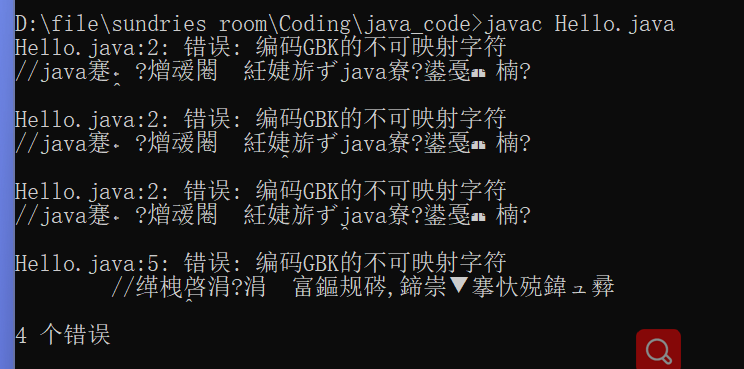 D:\file\sundries room\Coding\java_code>javac Hello.java
Hello.java:2: 错误: 编码GBK的不可映射字符
//java蹇← ?熷叆闂  紝婕旂ずjava寮?鍙戞■■ 楠?
^
Hello.java:2: 错误: 编码GBK的不可映射字符
//java蹇← ?熷叆闂  紝婕旂ずjava寮?鍙戞■■ 楠?
^
Hello.java:2: 错误: 编码GBK的不可映射字符
//java蹇← ?熷叆闂  紝婕旂ずjava寮?鍙戞■■ 楠?
^
Hello.java:5: 错误: 编码GBK的不可映射字符
//缂栧啓涓?涓  富鏂规硶,鍗崇▼搴忕殑鍏ュ彛
^
4 个错误